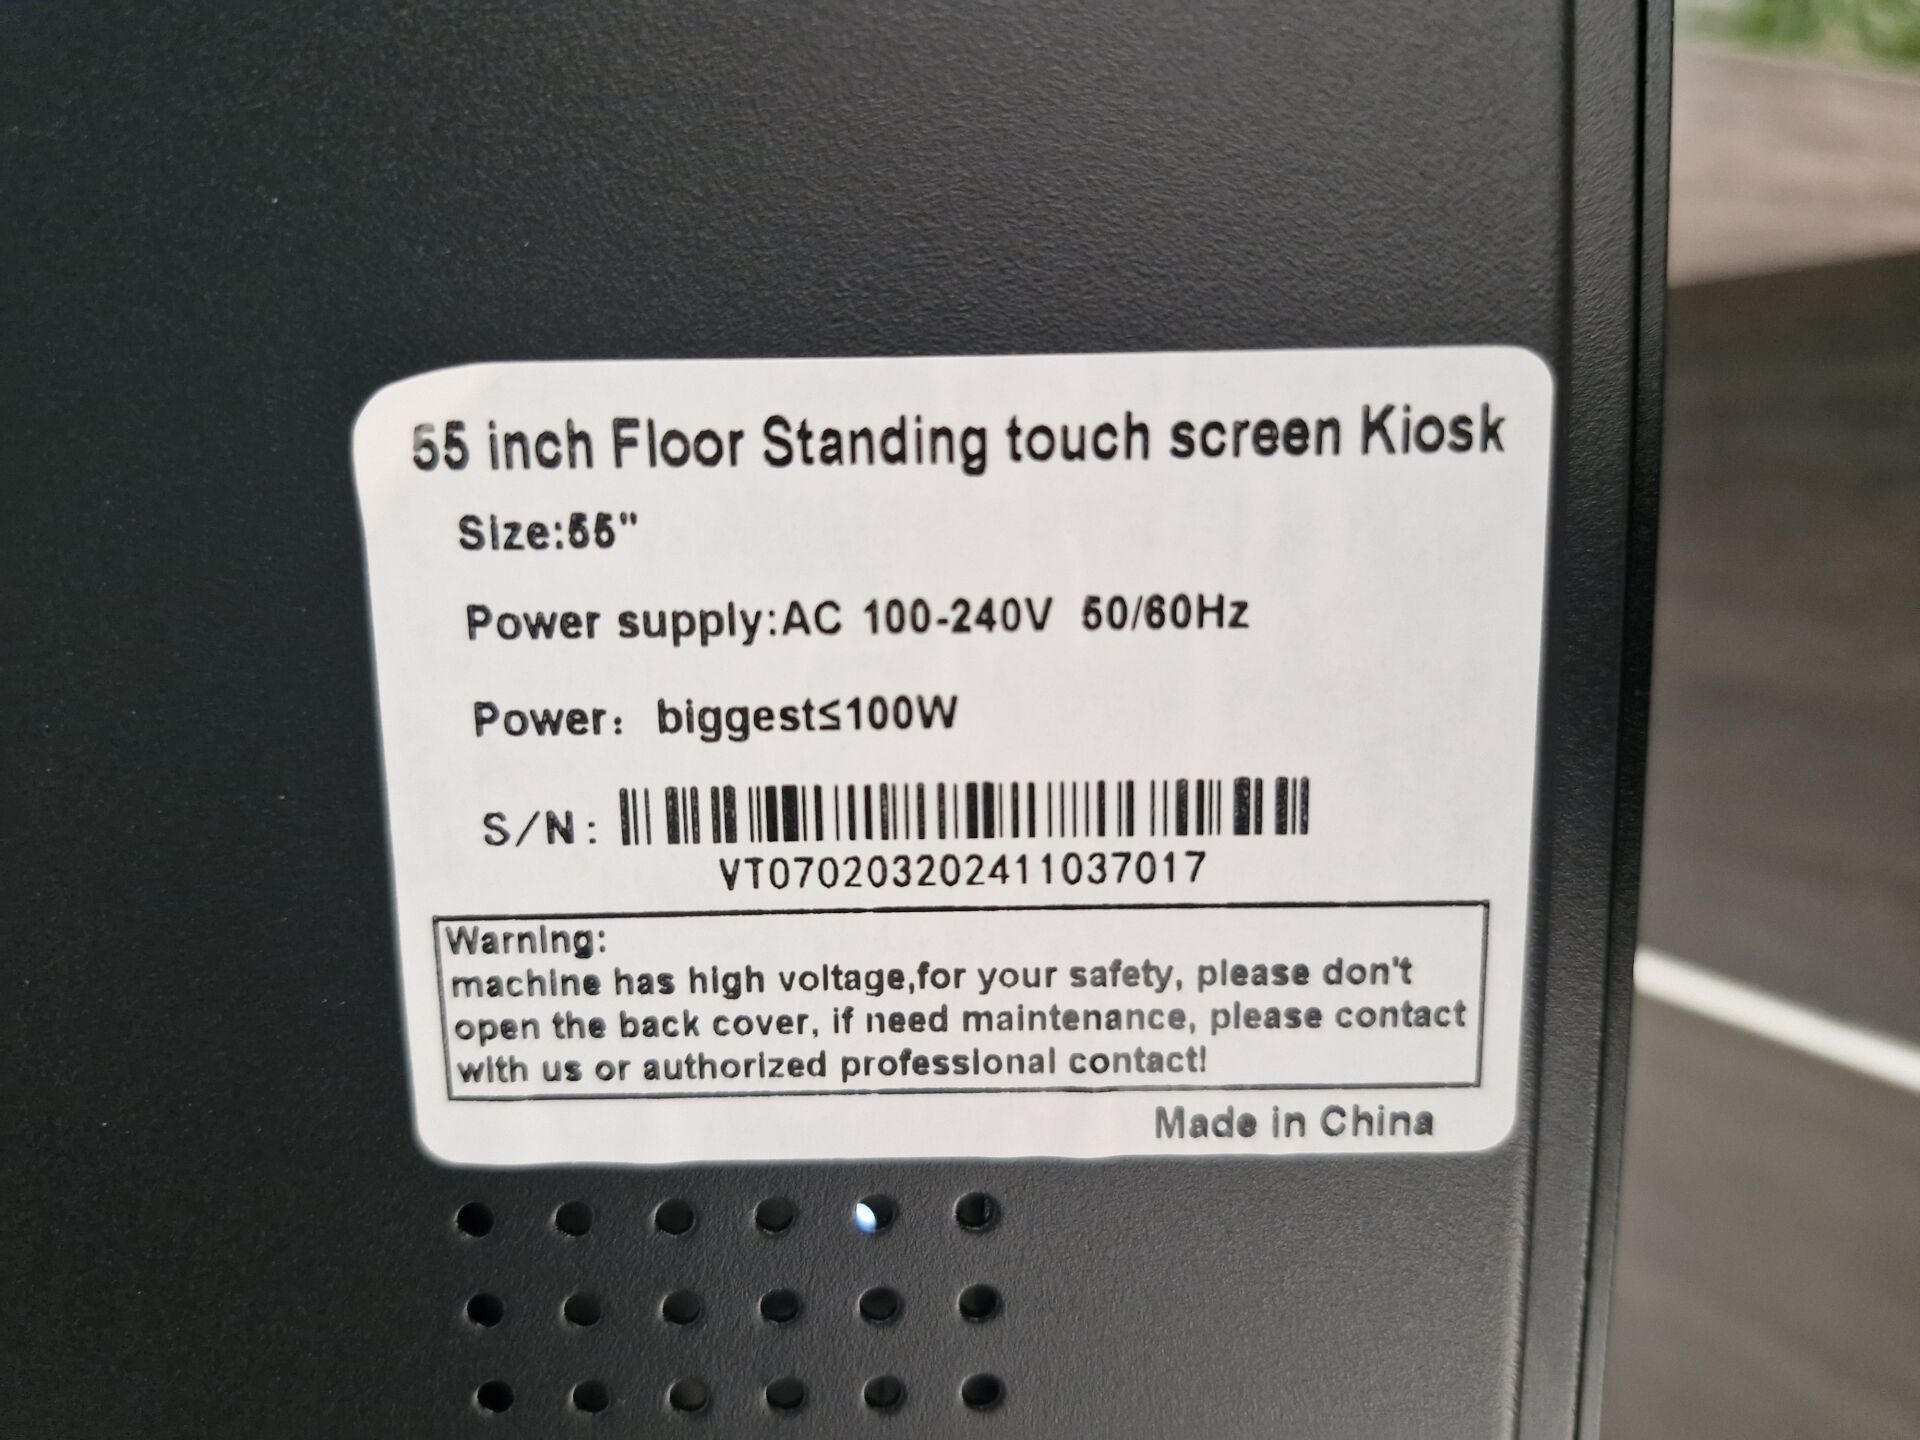 55 inch Floor Standing touch screen Kiosk
Size:55"
Power supply:AC 100-240V 50/60Hz
Power: biggest≤100W
S/N:
VT070203202411037017
Warning:
machine has high voltage,for your safety, please don't
open the back cover, if need maintenance, please contact
with us or authorized professional contact!
Made in China